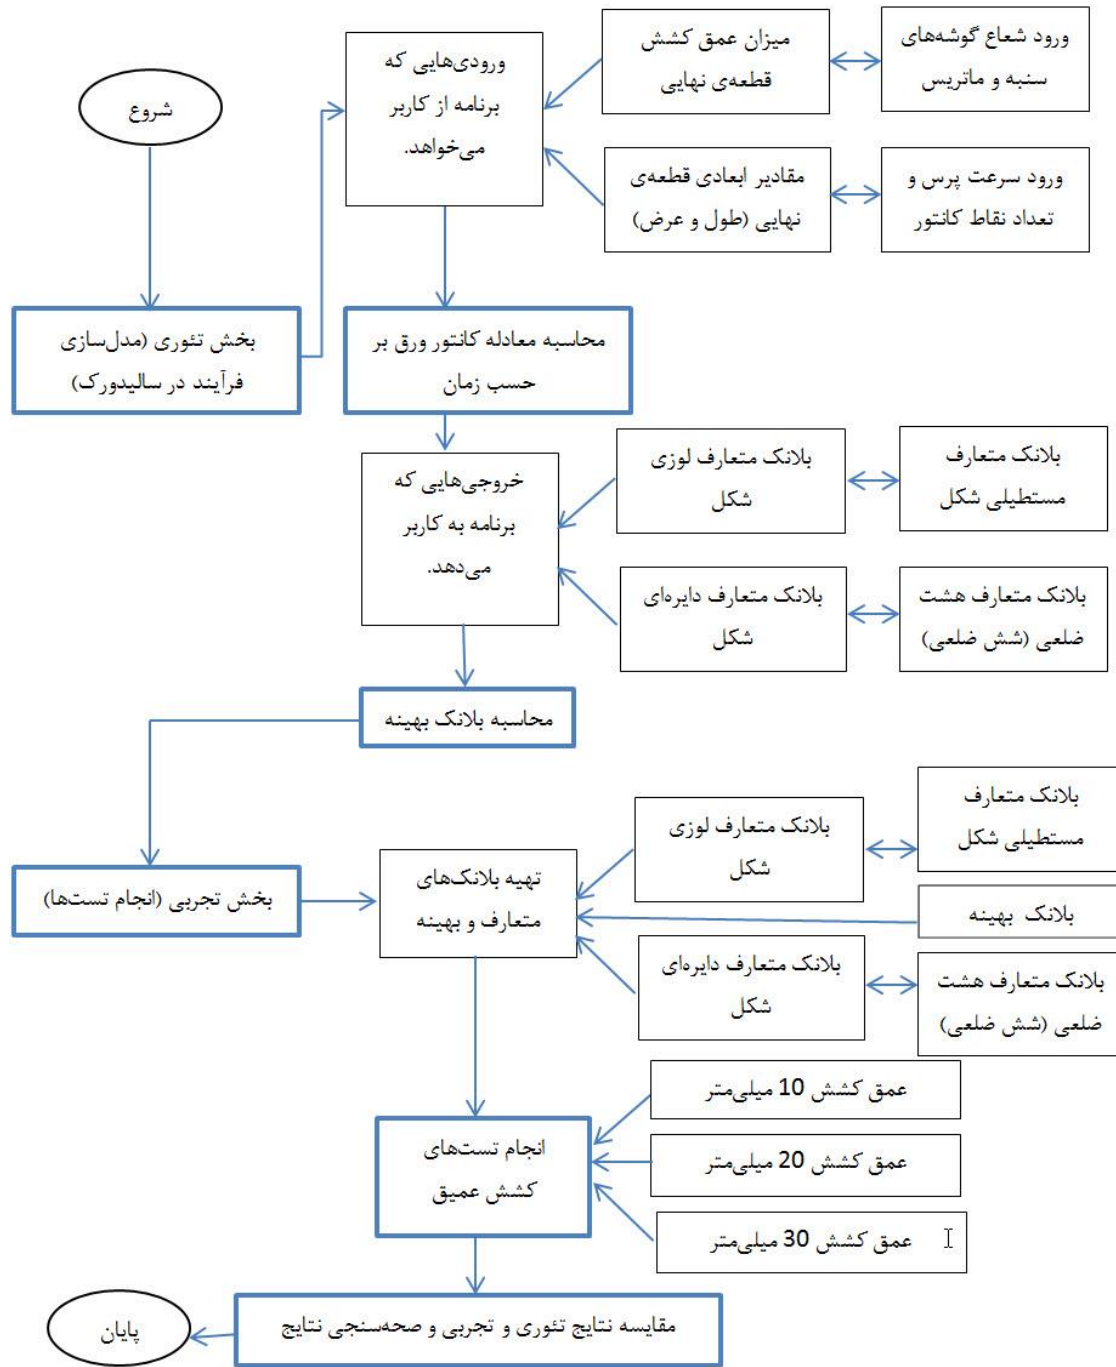 شروع
بخش تئوری (مدل‌سازی
فرآیند در سالیدورک)
ورودی‌هایی که
برنامه از کاربر
می‌خواهد.
میزان عمق کشش
قطعه‌ی نهایی
ورود شعاع گوشه‌های
سنبه و ماتریس
مقادیر ابعادی قطعه‌ی
نهایی (طول و عرض)
ورود سرعت پرس و
تعداد نقاط کانتور
محاسبه معادله کانتور ورق بر
حسب زمان
خروجی‌هایی که
برنامه به کاربر
می‌دهد.
بلانک متعارف لوزی
شکل
بلانک متعارف
مستطیلی شکل
بلانک متعارف دایره‌ای
شکل
بلانک متعارف هشت
ضلعی (شش ضلعی)
محاسبه بلانک بهینه
بخش تجربی (انجام تست‌ها)
تهیه بلانک‌های
متعارف و بهینه
بلانک متعارف لوزی
شکل
بلانک متعارف
مستطیلی شکل
بلانک بهینه
بلانک متعارف دایره‌ای
شکل
بلانک متعارف هشت
ضلعی (شش ضلعی)
انجام تست‌های
کشش عمیق
عمق کشش 10 میلی‌متر
عمق کشش 20 میلی‌متر
عمق کشش 30 میلی‌متر
مقایسه نتایج تئوری و تجربی و صحه‌سنجی نتایج
پایان